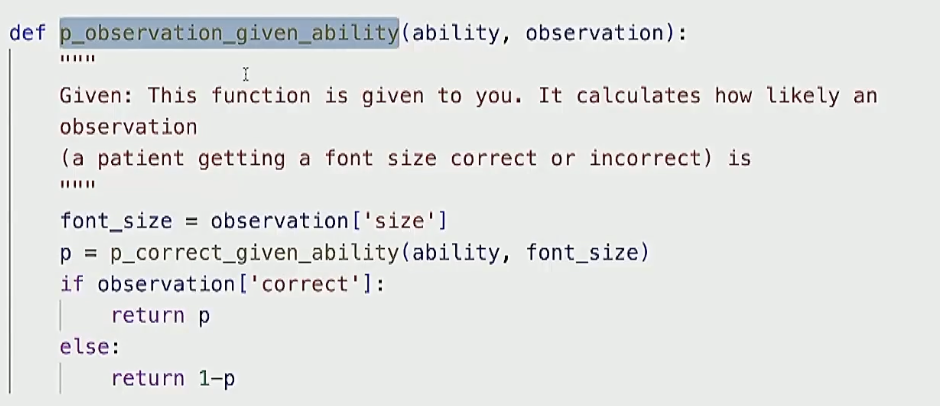 def p_observation_given_ability(ability, observation):
"""
Given: This function is given to you. It calculates how likely an
observation
(a patient getting a font size correct or incorrect) is
"""
font_size = observation['size']
p = p_correct_given_ability(ability, font_size)
if observation['correct']:
return p
else:
return 1-p